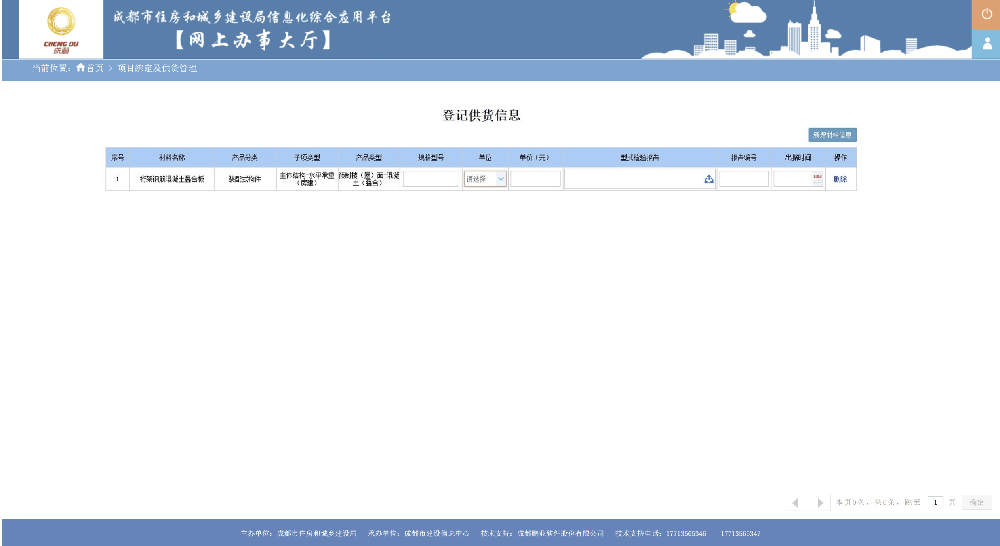 CHENG DU
成都
成都市住房和城乡建设局信息化综合应用平台
【网上办事大厅】
当前位置：首页 > 项目绑定及供货管理
登记供货信息
新增材料信息
序号 材料名称 产品分类 子项类型 产品类型 规格型号 单位 单价（元） 型式检验报告 报告编号 出据时间 操作
1 桁架钢筋混凝土叠合板 装配式构件 主体结构-水平承重（房建） 预制楼（屋）面-混凝土（叠合） 请选择 删除
本页0条，共0条，跳至 1 页 确定
主办单位：成都市住房和城乡建设局 承办单位：成都市建设信息中心 技术支持：成都鹏业软件股份有限公司 技术支持电话：17713565346 17713565347